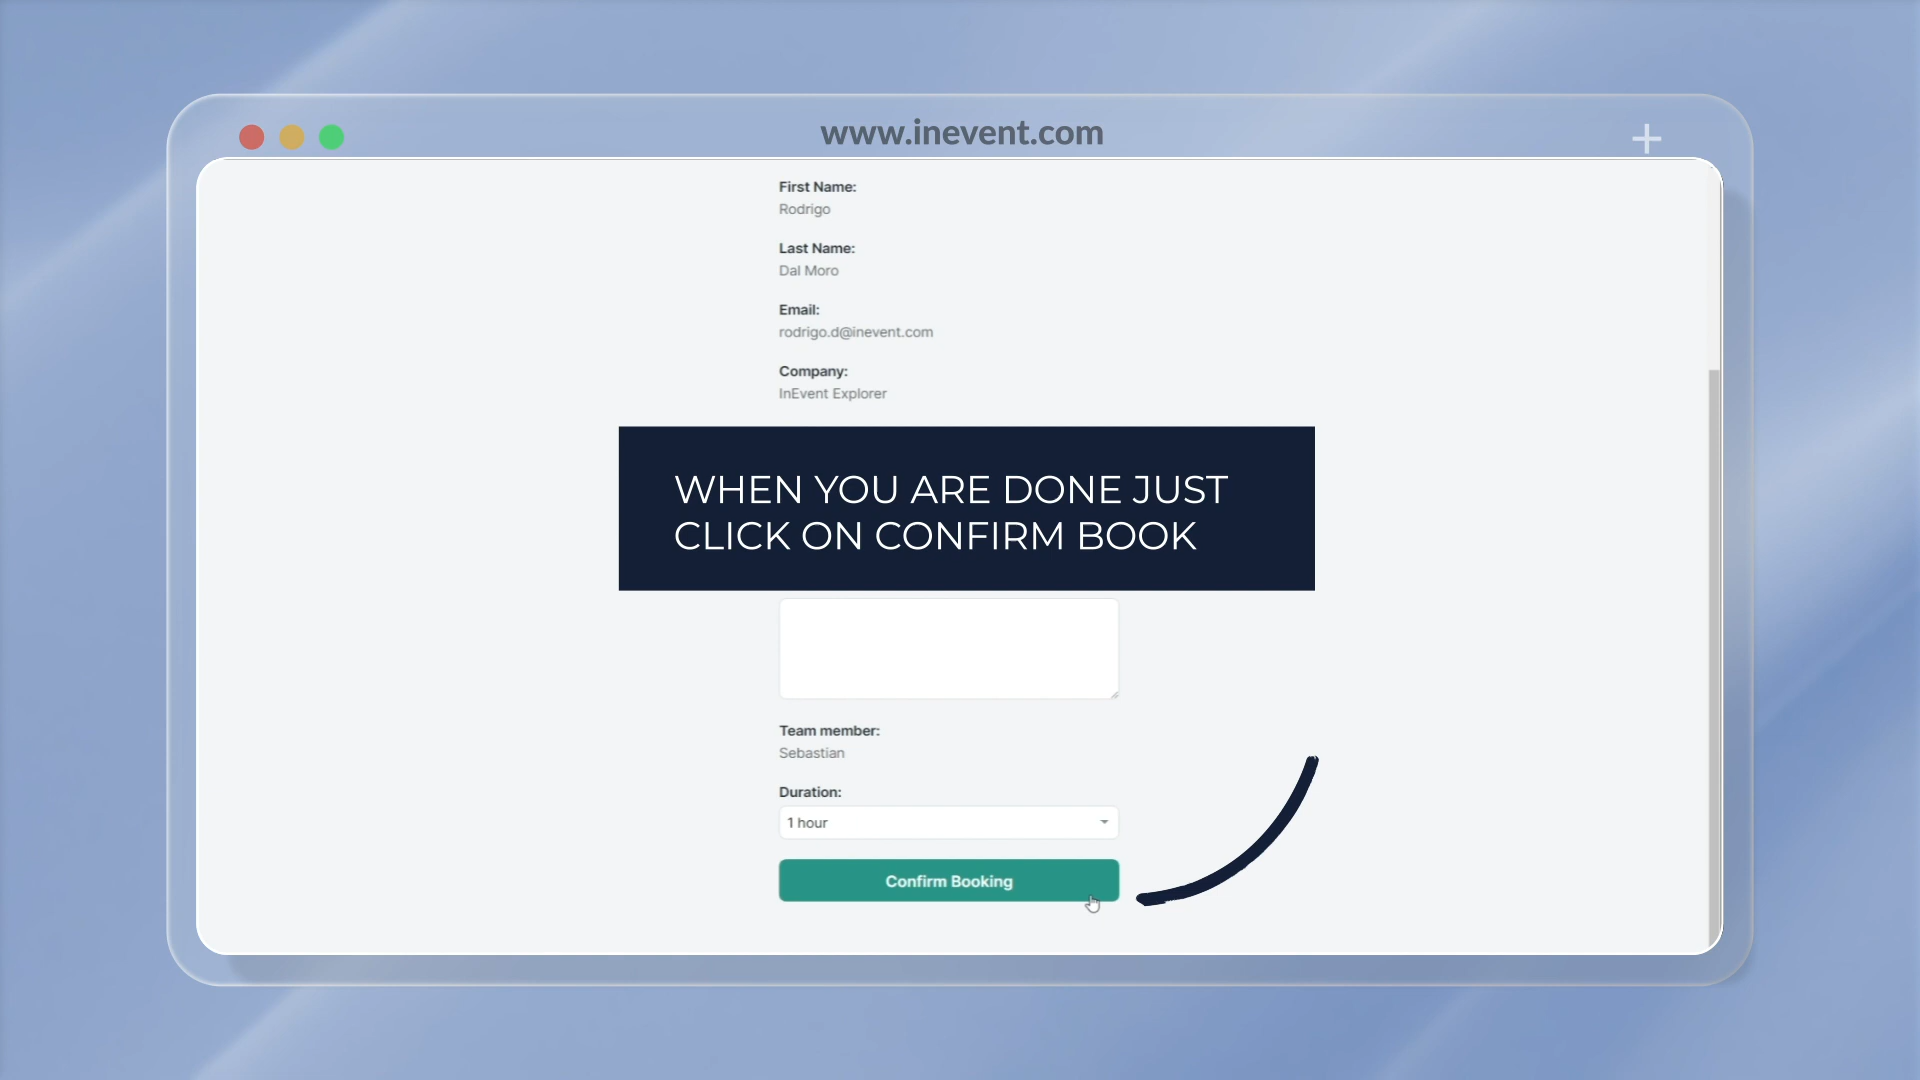 www.inevent.com
First Name:
Rodrigo
Last Name:
Dal Moro
Email:
rodrigo.d@inevent.com
Company:
InEvent Explorer
WHEN YOU ARE DONE JUST
CLICK ON CONFIRM BOOK
Team member:
Sebastian
Duration:
1 hour
Confirm Booking